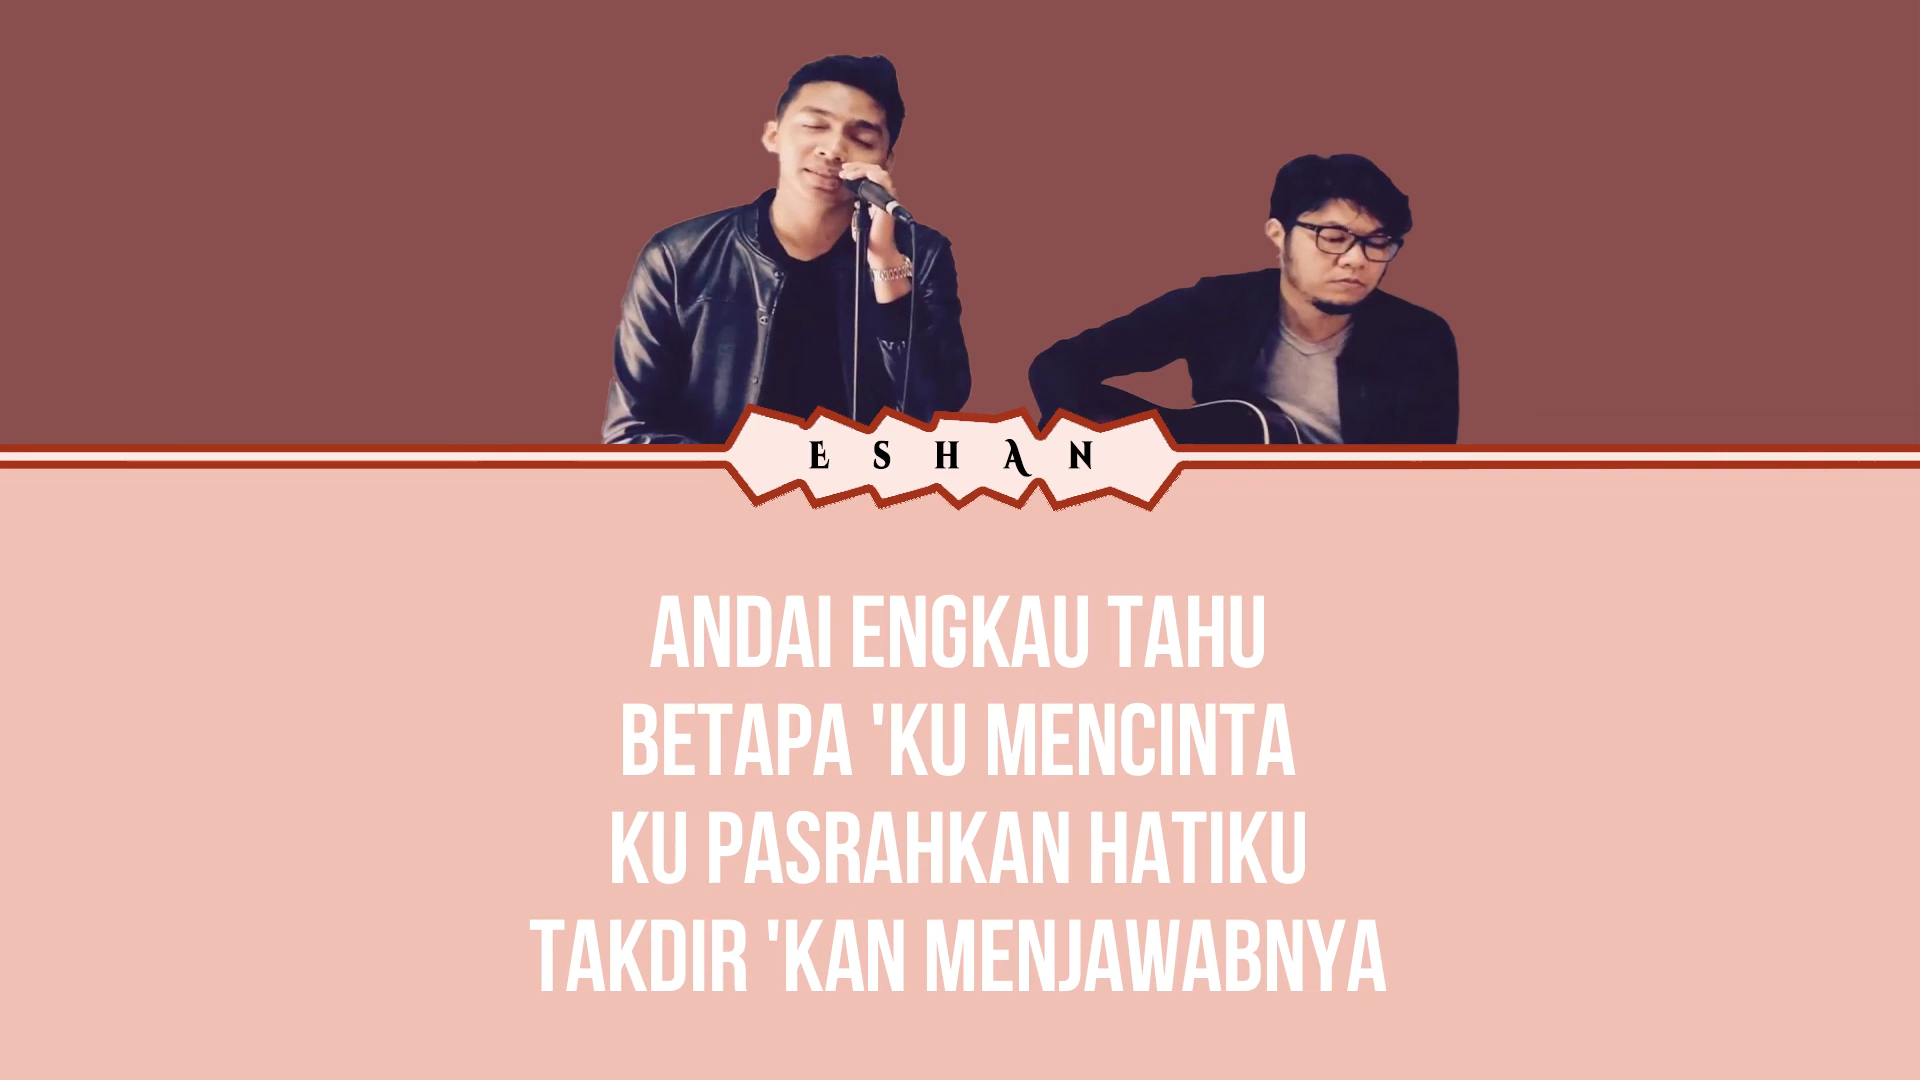 ESHAN
ANDAI ENGKAU TAHU
BETAPA 'KU MENCINTA
KU PASRAHKAN HATIKU
TAKDIR 'KAN MENJAWABNYA